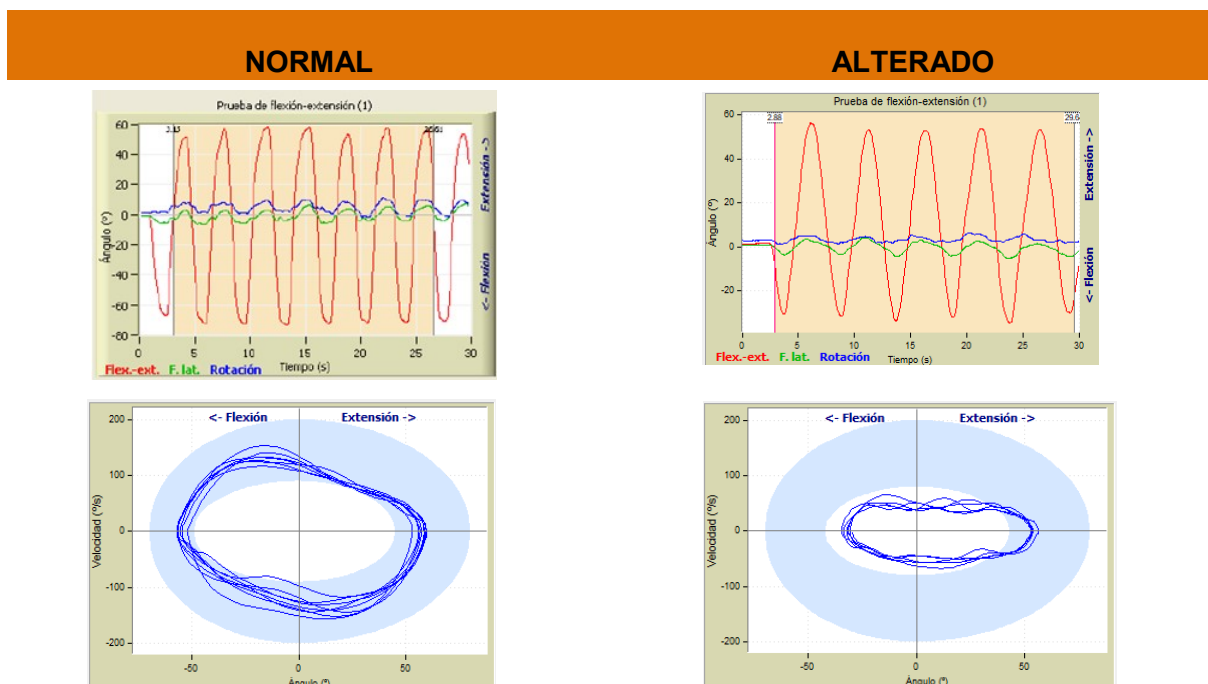 NORMAL
ALTERADO
Prueba de flexión-extensión (1)
60
40
20
0
-20
-40
-60
-80
Ángulo (º)
Extensión ->
<- Flexión
0 5 10 15 20 25 30
Tiempo (s)
Flex.-ext. F. lat. Rotación
Prueba de flexión-extensión (1)
2.88
29.6
60
40
20
0
-20
Ángulo (º)
Extensión ->
<- Flexión
0 5 10 15 20 25 30
Tiempo (s)
Flex.-ext. F. lat. Rotación
<- Flexión Extensión ->
200
100
0
-100
-200
Velocidad (º/s)
-50 0 50
Ángulo (º)
<- Flexión Extensión ->
200
100
0
-100
-200
Velocidad (º/s)
-50 0 50
Ángulo (º)